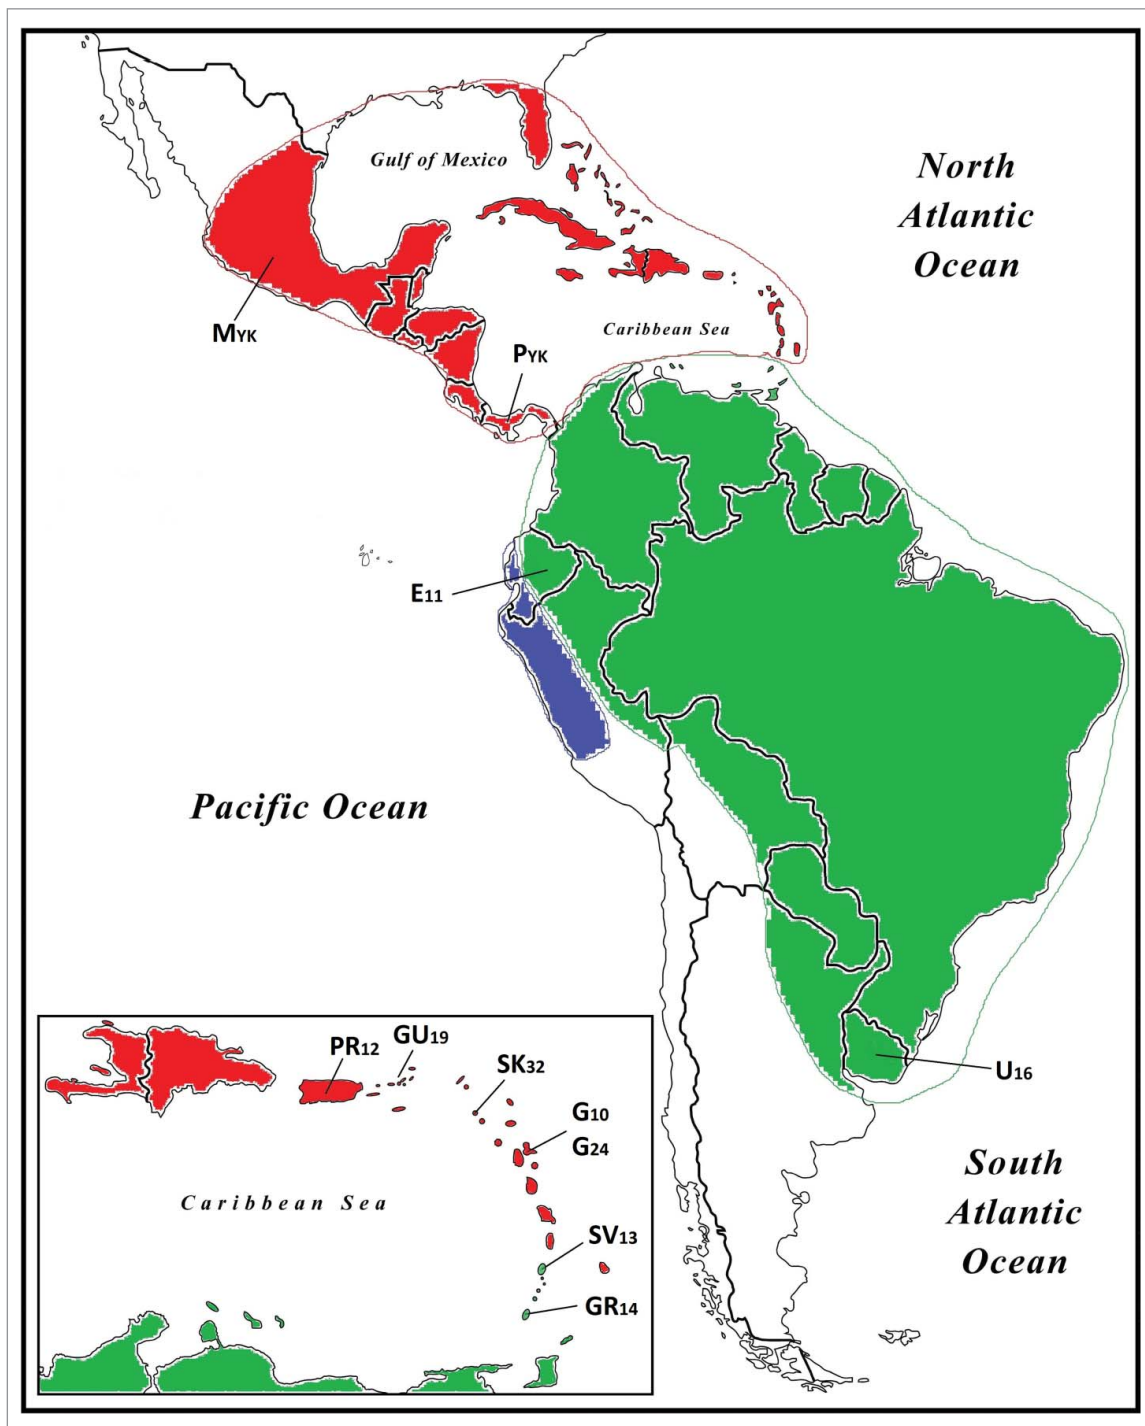 Gulf of Mexico
North
Atlantic
Ocean
Caribbean Sea
MYK
PYK
E11
Pacific Ocean
U16
GU19
PR12
SK32
G10
G24
Caribbean Sea
SV13
GR14
South
Atlantic
Ocean